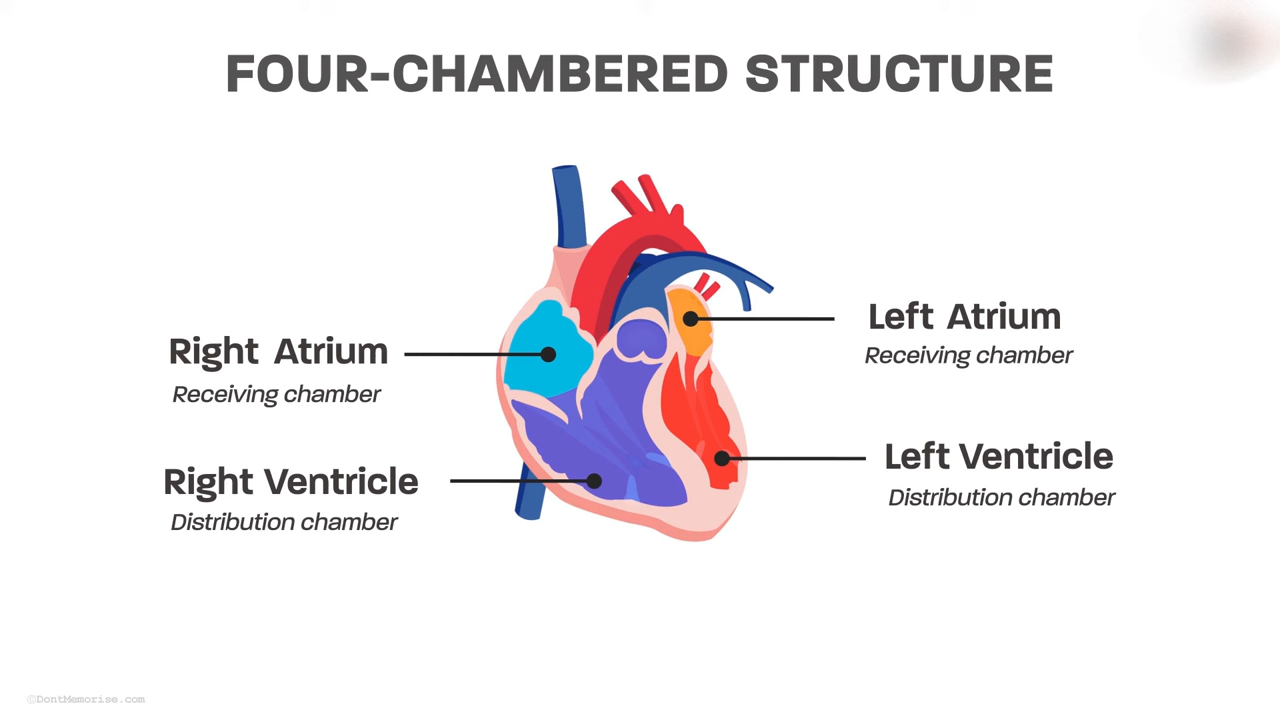 FOUR-CHAMBERED STRUCTURE
Right Atrium
Receiving chamber
Right Ventricle
Distribution chamber
Left Atrium
Receiving chamber
Left Ventricle
Distribution chamber
©DontMemorise.com